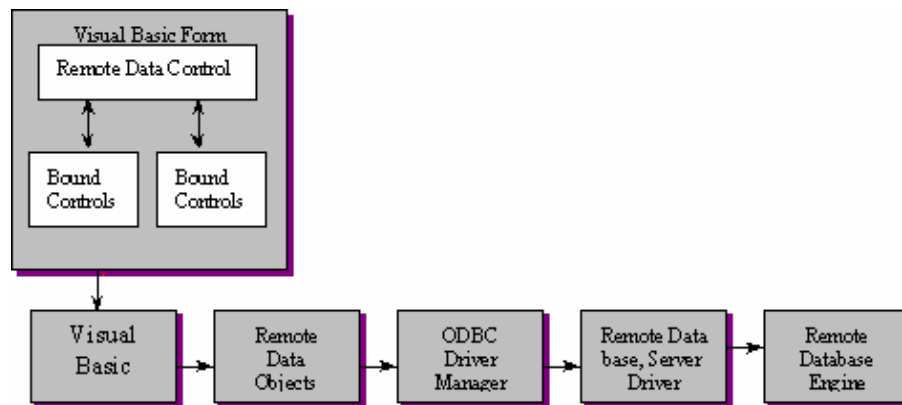 Visual Basic Form
Remote Data Control
Bound
Controls
Bound
Controls
Visual
Basic
Remote
Data
Objects
ODBC
Driver
Manager
Remote Data
base, Server
Driver
Remote
Database
Engine